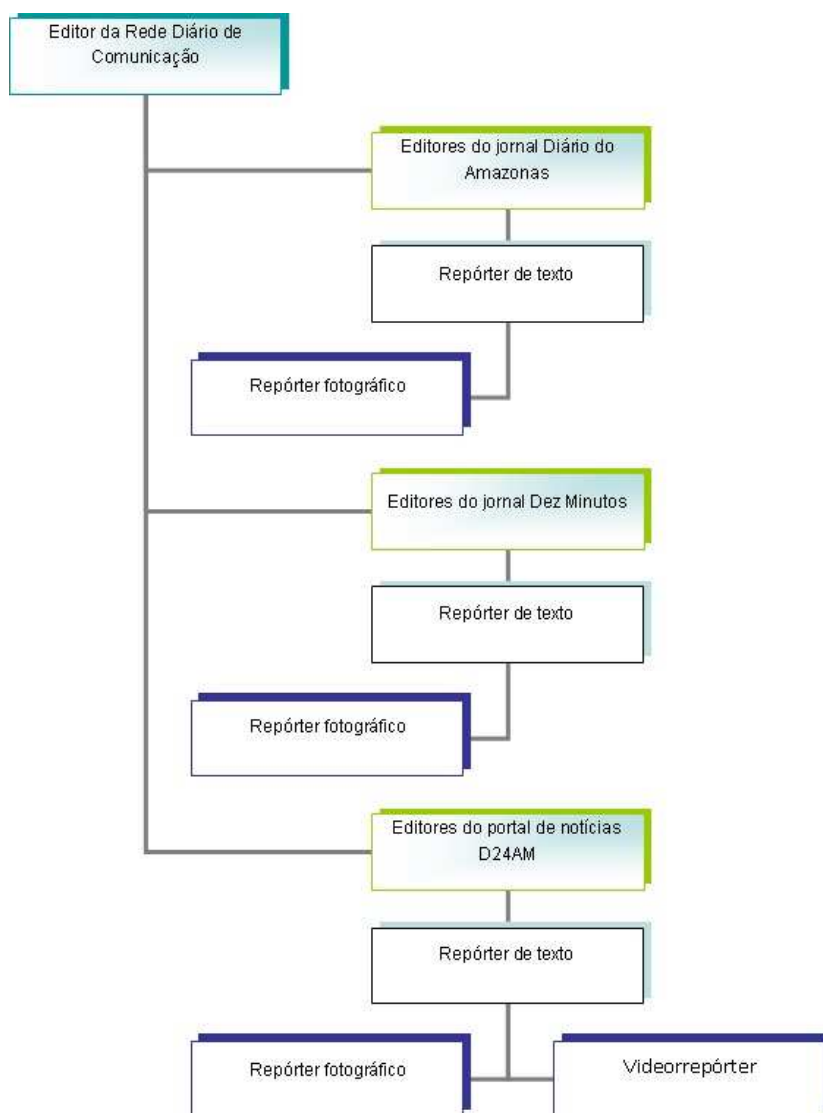 Editor da Rede Diário de
Comunicação
Editores do jornal Diário do
Amazonas
Repórter de texto
Repórter fotográfico
Editores do jornal Dez Minutos
Repórter de texto
Repórter fotográfico
Editores do portal de notícias
D24AM
Repórter de texto
Repórter fotográfico
Videorrepórter